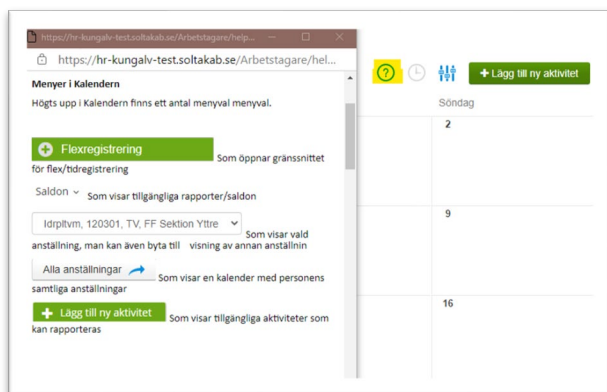 https://hr-kungalv-test.soltakab.se/Arbetstagare/help...
https://hr-kungalv-test.soltakab.se/Arbetstagare/hel...
Menyer i Kalendern
Högts upp i Kalendern finns ett antal menyval menyval.
Flexregistrering Som öppnar gränssnittet
för flex/tidregistrering
Saldon Som visar tillgängliga rapporter/saldon
Idrpltvm, 120301, TV, FF Sektion Yttre Som visar vald
anställning, man kan även byta till visning av annan anställnin
Alla anställningar Som visar en kalender med personens
samtliga anställningar
+ Lägg till ny aktivitet Som visar tillgängliga aktiviteter som
kan rapporteras
? + Lägg till ny aktivitet
Söndag
2
9
16